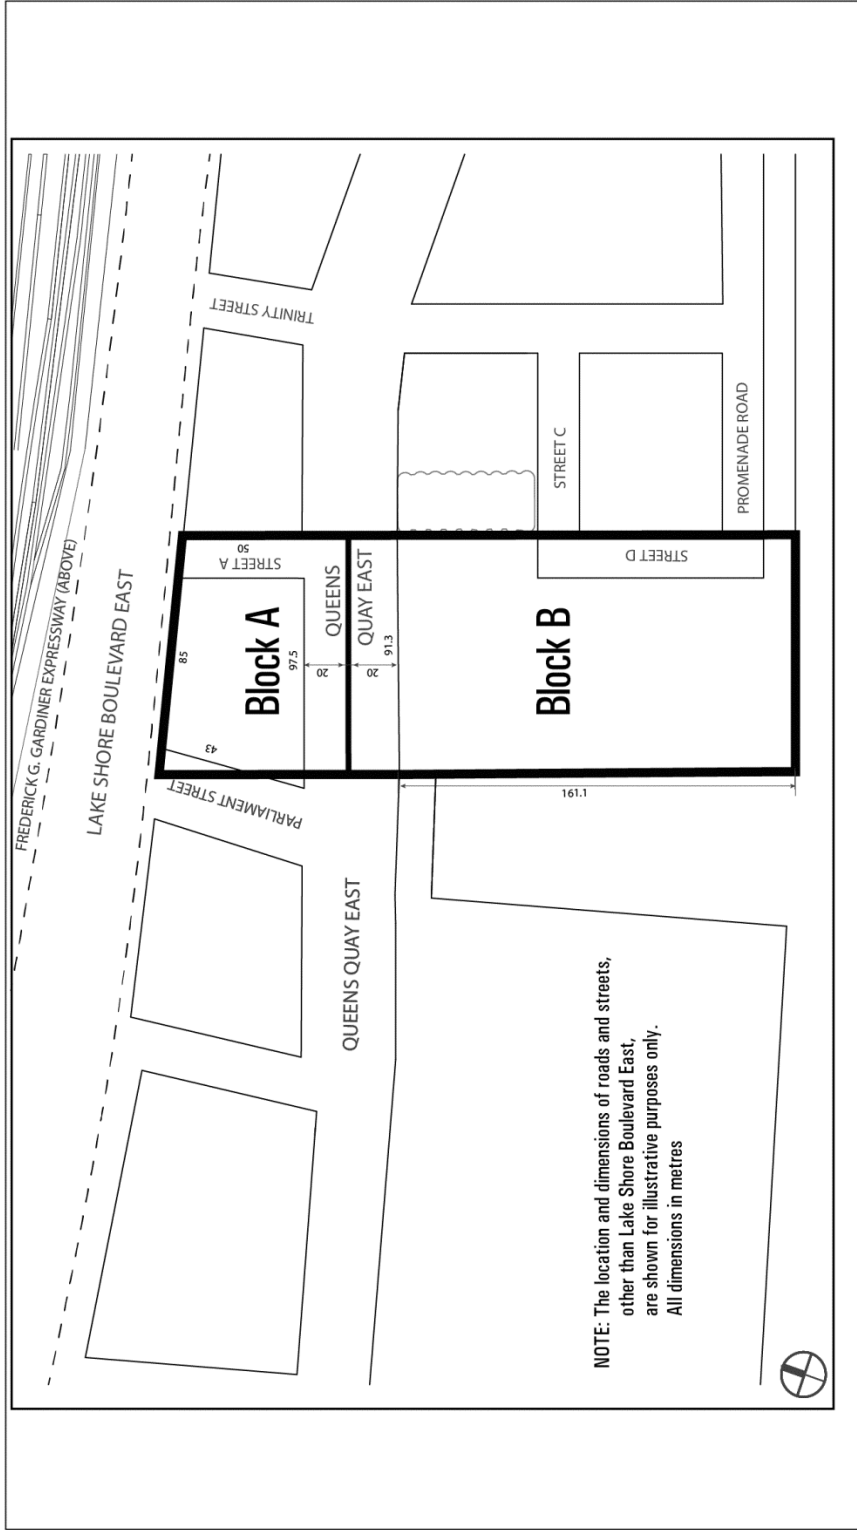 FREDERICK G. GARDINER EXPRESSWAY (ABOVE)
LAKE SHORE BOULEVARD EAST
TRINITY STREET
PARLIAMENT STREET
STREET A
50
85
43
Block A
97.5
20
QUEENS
QUAY EAST
20
91.3
QUEENS QUAY EAST
Block B
STREET C
STREET D
PROMENADE ROAD
161.1
NOTE: The location and dimensions of roads and streets,
other than Lake Shore Boulevard East,
are shown for illustrative purposes only.
All dimensions in metres